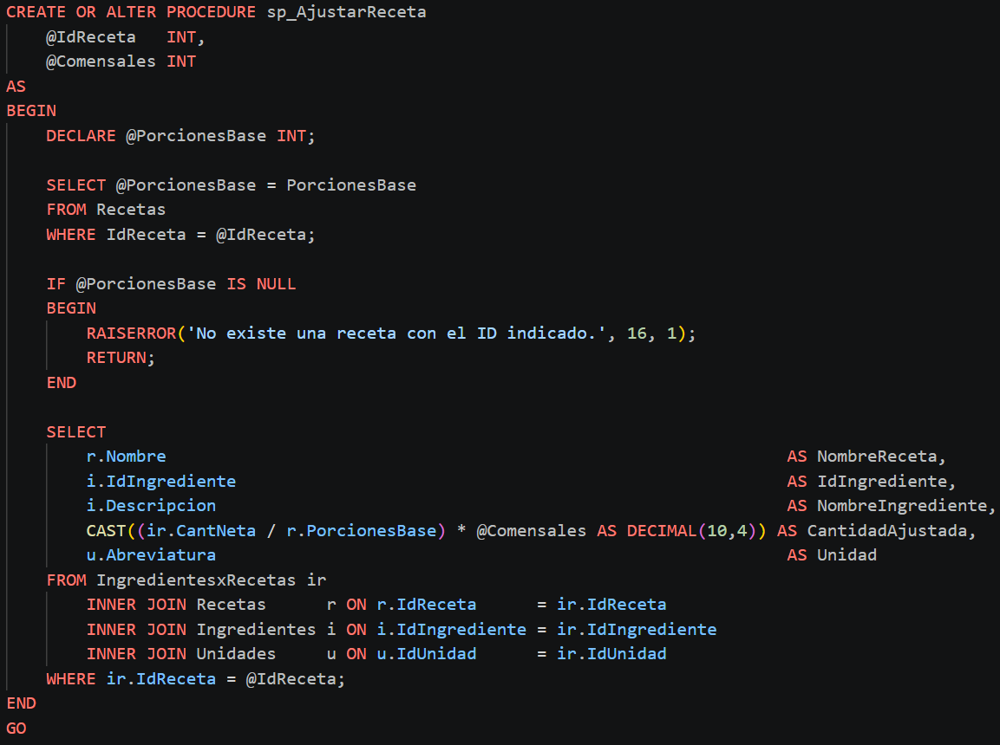 CREATE OR ALTER PROCEDURE sp_AjustarReceta
    @IdReceta   INT,
    @Comensales INT
AS
BEGIN
    DECLARE @PorcionesBase INT;

    SELECT @PorcionesBase = PorcionesBase
    FROM Recetas
    WHERE IdReceta = @IdReceta;

    IF @PorcionesBase IS NULL
    BEGIN
        RAISERROR('No existe una receta con el ID indicado.', 16, 1);
        RETURN;
    END

    SELECT
        r.Nombre                                                              AS NombreReceta,
        i.IdIngrediente                                                       AS IdIngrediente,
        i.Descripcion                                                         AS NombreIngrediente,
        CAST((ir.CantNeta / r.PorcionesBase) * @Comensales AS DECIMAL(10,4)) AS CantidadAjustada,
        u.Abreviatura                                                         AS Unidad
    FROM IngredientesxRecetas ir
        INNER JOIN Recetas      r ON r.IdReceta      = ir.IdReceta
        INNER JOIN Ingredientes i ON i.IdIngrediente = ir.IdIngrediente
        INNER JOIN Unidades     u ON u.IdUnidad      = ir.IdUnidad
    WHERE ir.IdReceta = @IdReceta;
END
GO